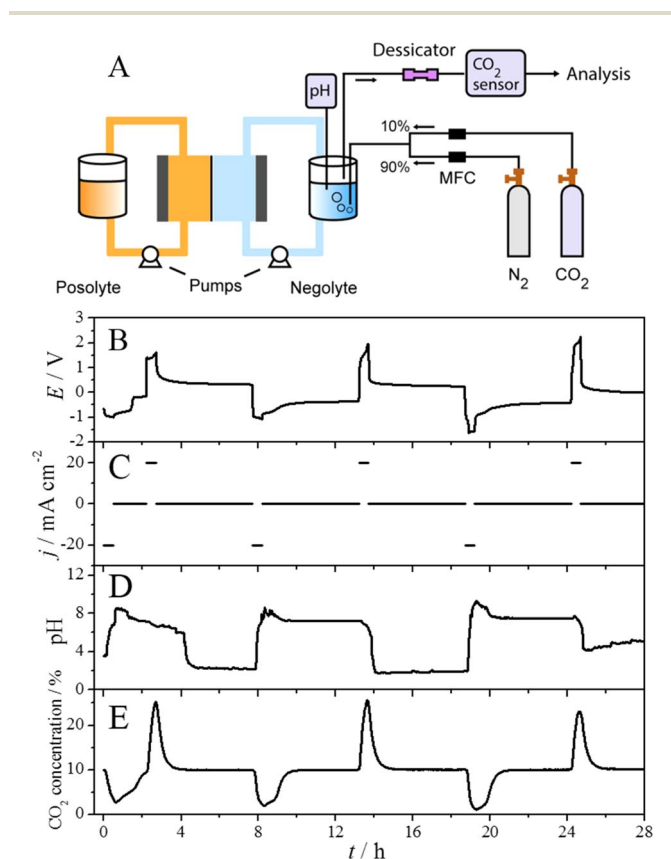 A
Dessicator
CO2 sensor
Analysis
pH
10%
90%
MFC
Posolyte
Pumps
Negolyte
N2
CO2
B
E / V
3
2
1
0
-1
-2
C
j / mA cm-2
20
0
-20
D
pH
12
8
4
0
E
CO2 concentration / %
20
10
0
0 4 8 12 16 20 24 28
t / h